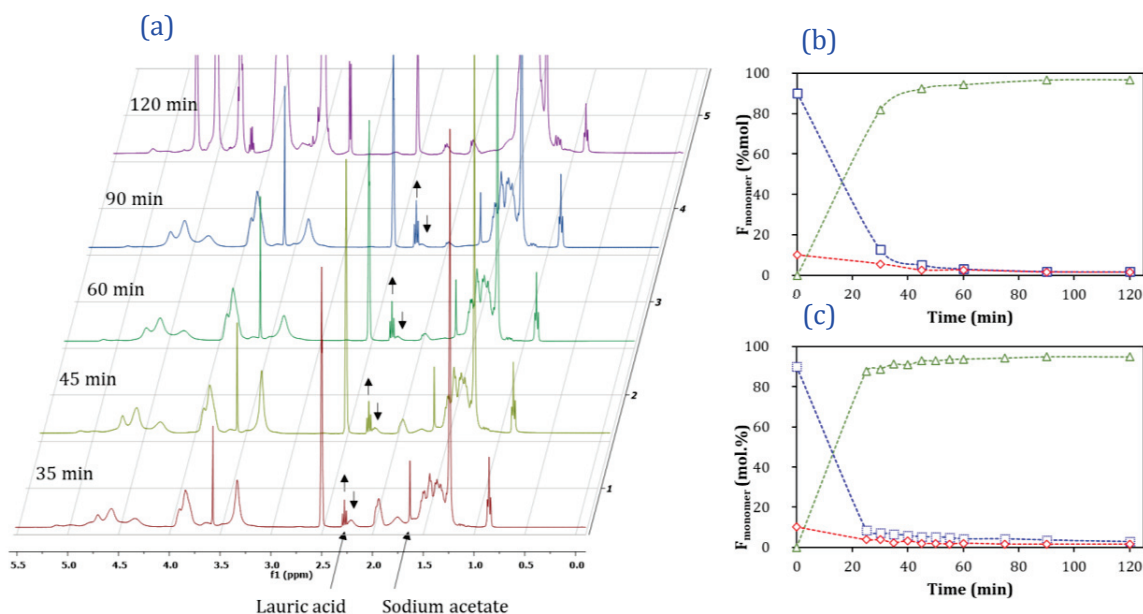 (a)
120 min
90 min
60 min
45 min
35 min
5
4
3
2
1
5.5 5.0 4.5 4.0 3.5 3.0 2.5 2.0 1.5 1.0 0.5 0.0
f1 (ppm)
Lauric acid Sodium acetate
(b)
100
80
60
40
20
0
0 20 40 60 80 100 120
Fmonomer (%mol)
Time (min)
(c)
100
80
60
40
20
0
0 20 40 60 80 100 120
Fmonomer (mol.%)
Time (min)